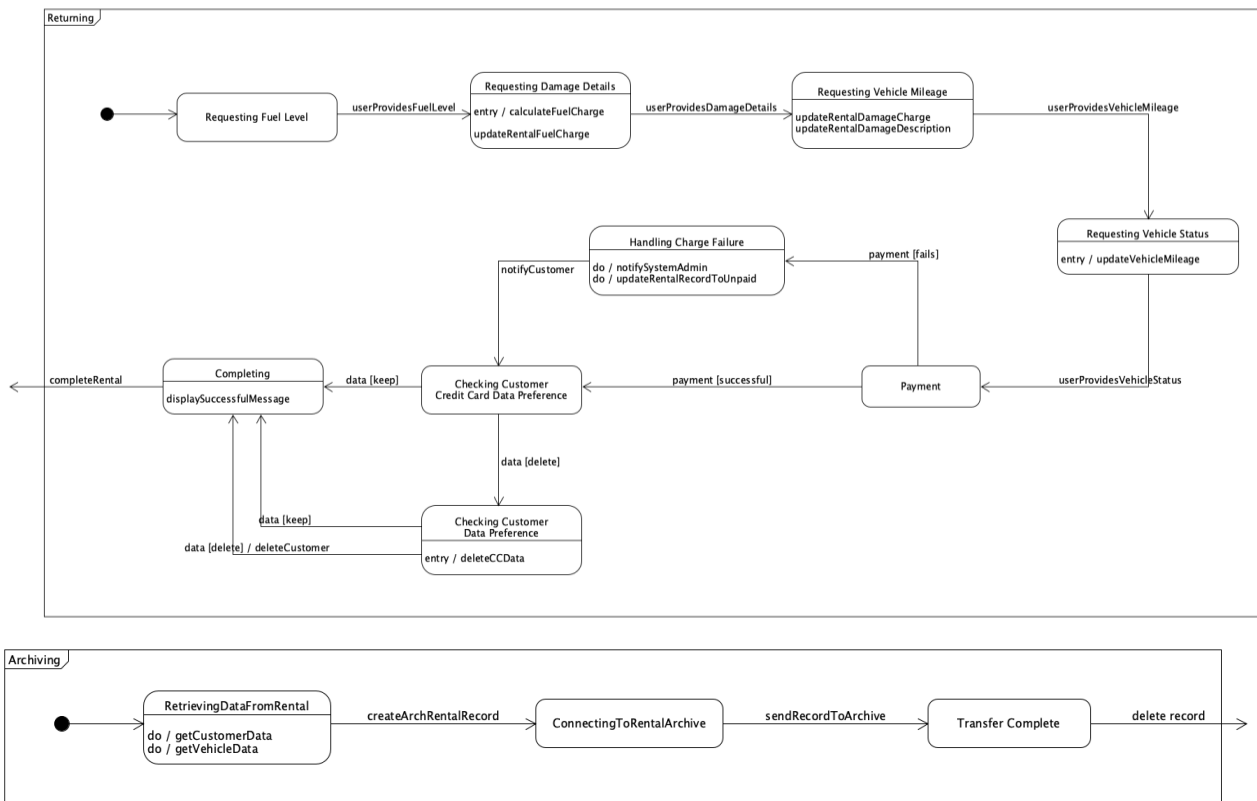 Returning
Requesting Fuel Level
userProvidesFuelLevel
Requesting Damage Details
entry / calculateFuelCharge
updateRentalFuelCharge
userProvidesDamageDetails
Requesting Vehicle Mileage
updateRentalDamageCharge
updateRentalDamageDescription
userProvidesVehicleMileage
Requesting Vehicle Status
entry / updateVehicleMileage
Handling Charge Failure
do / notifySystemAdmin
do / updateRentalRecordToUnpaid
payment [fails]
notifyCustomer
completeRental
Completing
displaySuccessfulMessage
data [keep]
Checking Customer
Credit Card Data Preference
payment [successful]
Payment
userProvidesVehicleStatus
data [delete]
data [keep]
data [delete] / deleteCustomer
Checking Customer
Data Preference
entry / deleteCCData
Archiving
RetrievingDataFromRental
do / getCustomerData
do / getVehicleData
createArchRentalRecord
ConnectingToRentalArchive
sendRecordToArchive
Transfer Complete
delete record